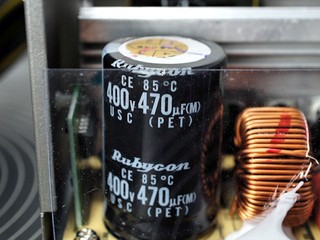 Rubycon
CE 85°C
400V 470μF(M)
USC (PET)
Rubycon
CE 85°C
400V 470μF(M)
USC (PET)